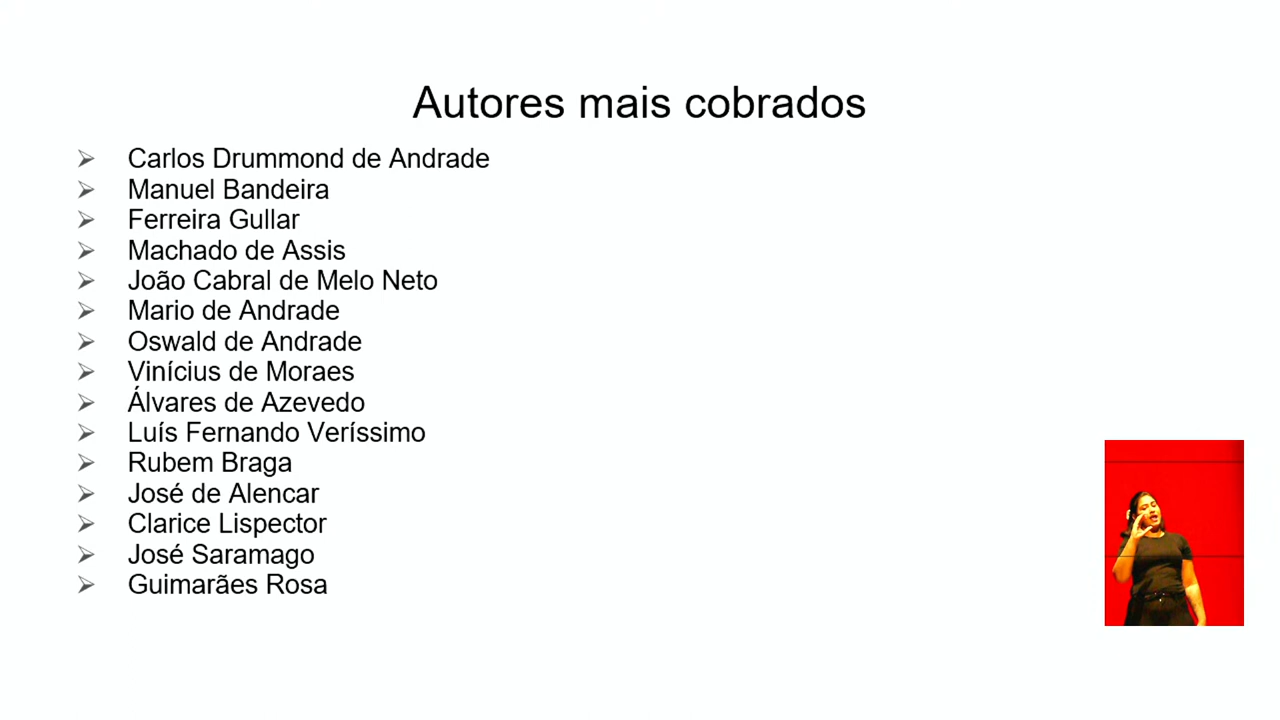 Autores mais cobrados
Carlos Drummond de Andrade
Manuel Bandeira
Ferreira Gullar
Machado de Assis
João Cabral de Melo Neto
Mario de Andrade
Oswald de Andrade
Vinícius de Moraes
Álvares de Azevedo
Luís Fernando Veríssimo
Rubem Braga
José de Alencar
Clarice Lispector
José Saramago
Guimarães Rosa